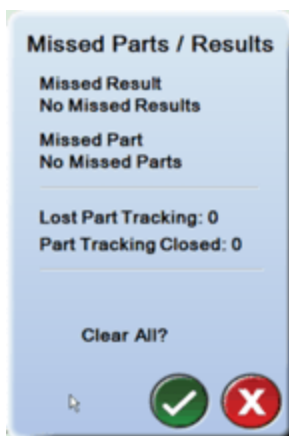 Missed Parts / Results
Missed Result
No Missed Results
Missed Part
No Missed Parts
Lost Part Tracking: 0
Part Tracking Closed: 0
Clear All?